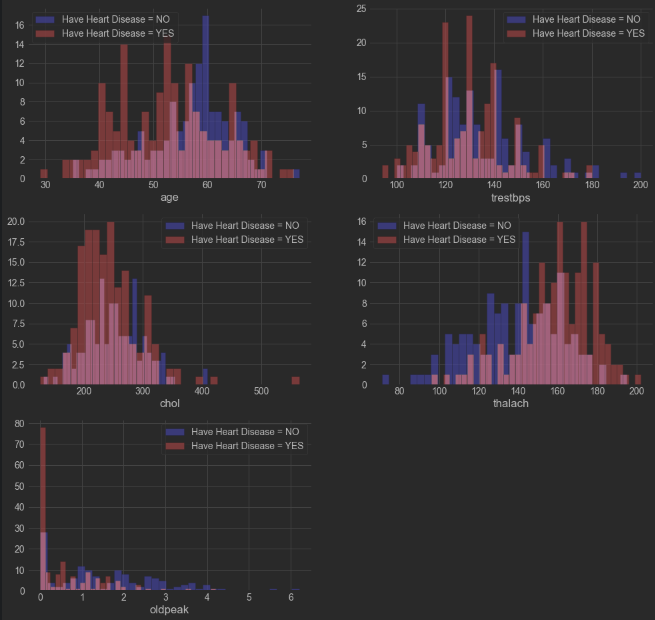 Have Heart Disease = NO
Have Heart Disease = YES
16
14
12
10
8
6
4
2
0
30 40 50 60 70
age
Have Heart Disease = NO
Have Heart Disease = YES
25
20
15
10
5
0
100 120 140 160 180 200
trestbps
Have Heart Disease = NO
Have Heart Disease = YES
20.0
17.5
15.0
12.5
10.0
7.5
5.0
2.5
0.0
200 300 400 500
chol
Have Heart Disease = NO
Have Heart Disease = YES
16
14
12
10
8
6
4
2
0
80 100 120 140 160 180 200
thalach
Have Heart Disease = NO
Have Heart Disease = YES
80
70
60
50
40
30
20
10
0
0 1 2 3 4 5 6
oldpeak